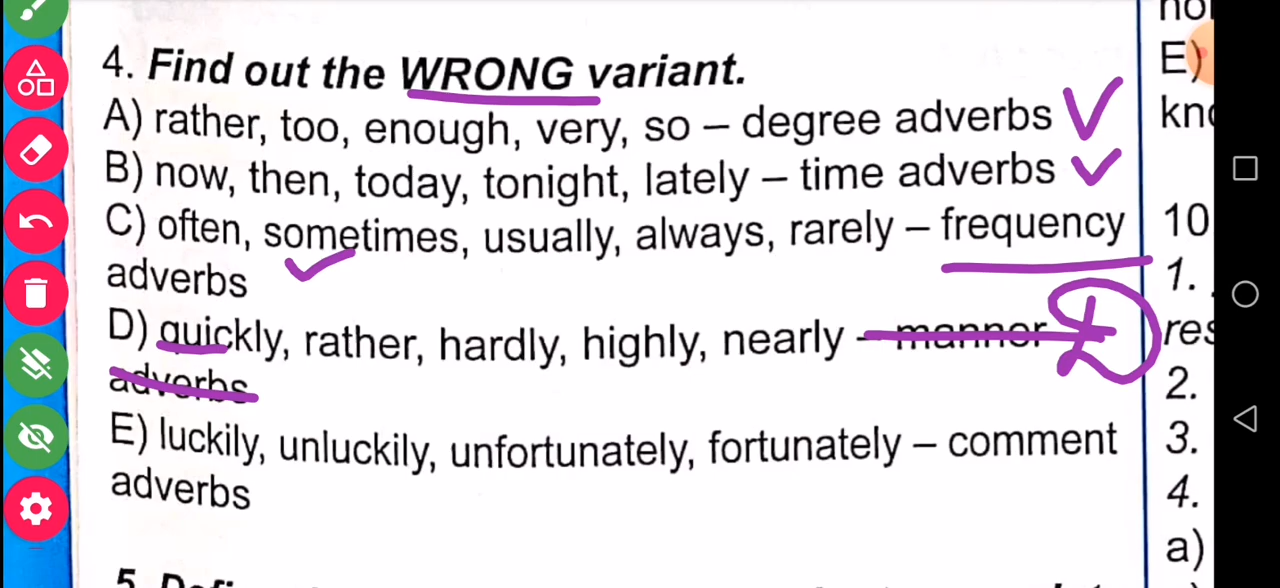 4. Find out the WRONG variant.
A) rather, too, enough, very, so – degree adverbs
B) now, then, today, tonight, lately – time adverbs
C) often, sometimes, usually, always, rarely – frequency
adverbs
D) quickly, rather, hardly, highly, nearly – manner D
adverbs
E) luckily, unluckily, unfortunately, fortunately – comment
adverbs
E)
10
1.
2.
3.
4.
a)